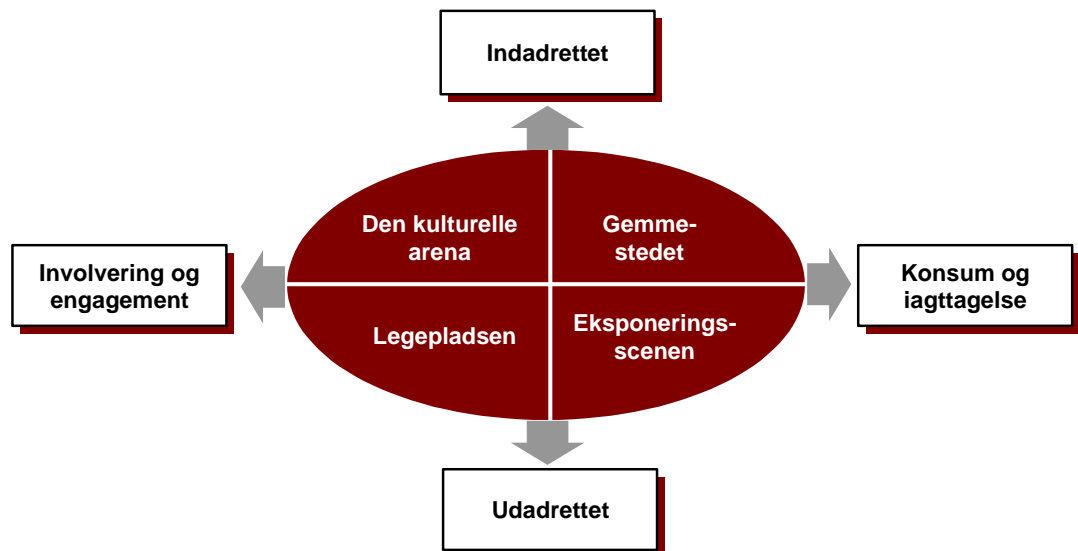 Indadrettet
Den kulturelle
arena
Gemme-
stedet
Involvering og
engagement
Konsum og
iagttagelse
Legepladsen
Eksponerings-
scenen
Udadrettet